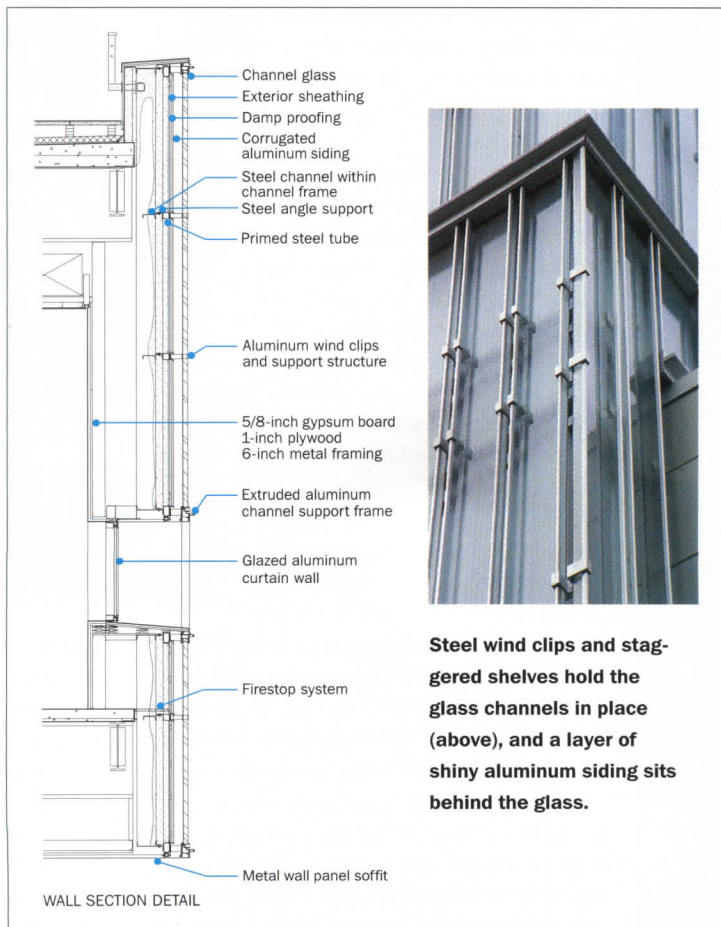 Channel glass
Exterior sheathing
Damp proofing
Corrugated
aluminum siding
Steel channel within
channel frame
Steel angle support
Primed steel tube
Aluminum wind clips
and support structure
5/8-inch gypsum board
1-inch plywood
6-inch metal framing
Extruded aluminum
channel support frame
Glazed aluminum
curtain wall
Firestop system
Metal wall panel soffit
WALL SECTION DETAIL
Steel wind clips and stag-
gered shelves hold the
glass channels in place
(above), and a layer of
shiny aluminum siding sits
behind the glass.